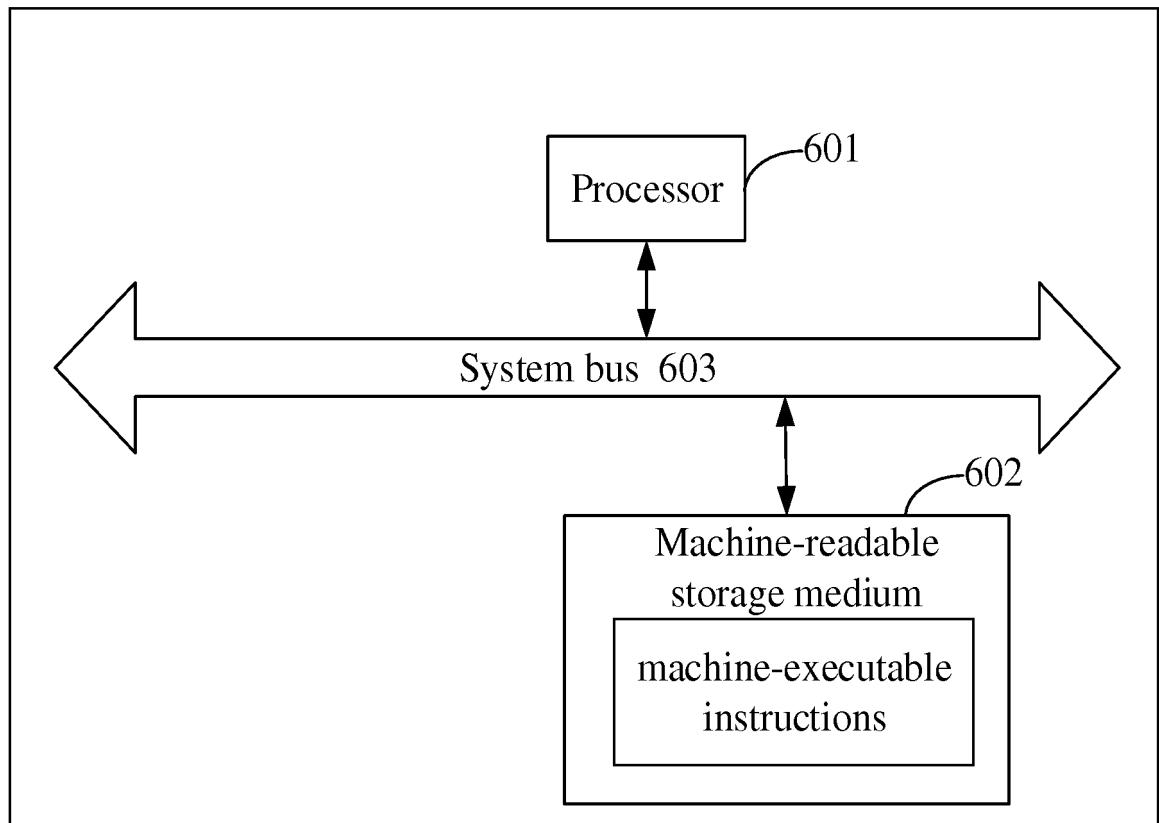 601
Processor
System bus 603
602
Machine-readable
storage medium
machine-executable
instructions